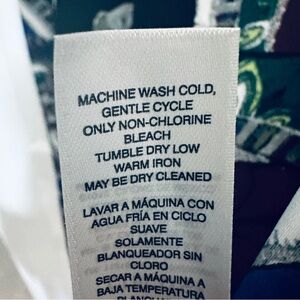 MACHINE WASH COLD,
GENTLE CYCLE
ONLY NON-CHLORINE
BLEACH
TUMBLE DRY LOW
WARM IRON
MAY BE DRY CLEANED
LAVAR A MÁQUINA CON
AGUA FRÍA EN CICLO
SUAVE
SOLAMENTE
BLANQUEADOR SIN
CLORO
SECAR A MÁQUINA A
BAJA TEMPERATURA